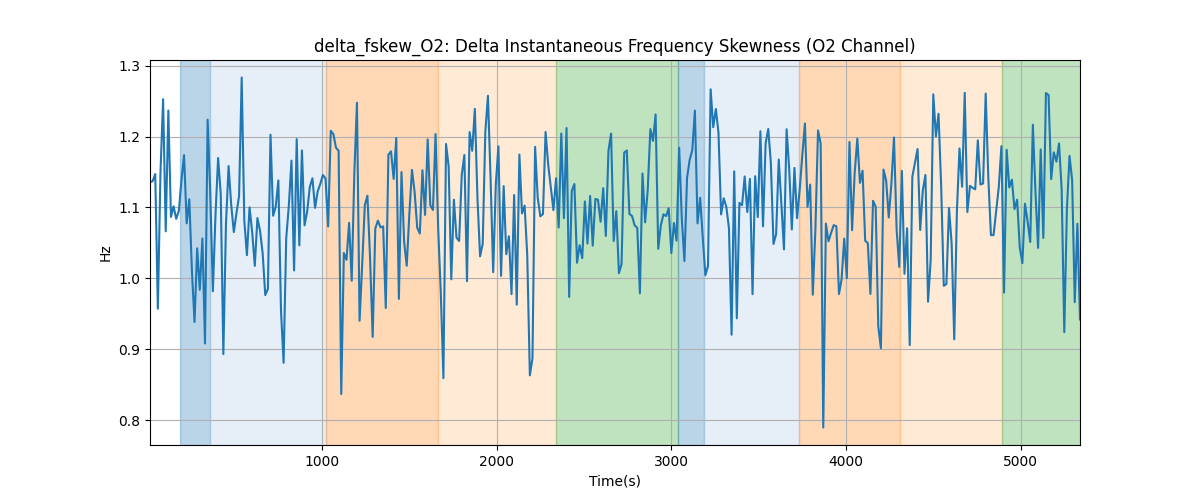 delta_fskew_O2: Delta Instantaneous Frequency Skewness (O2 Channel)
1.3
1.2
1.1
1.0
0.9
0.8
Hz
1000 2000 3000 4000 5000
Time(s)